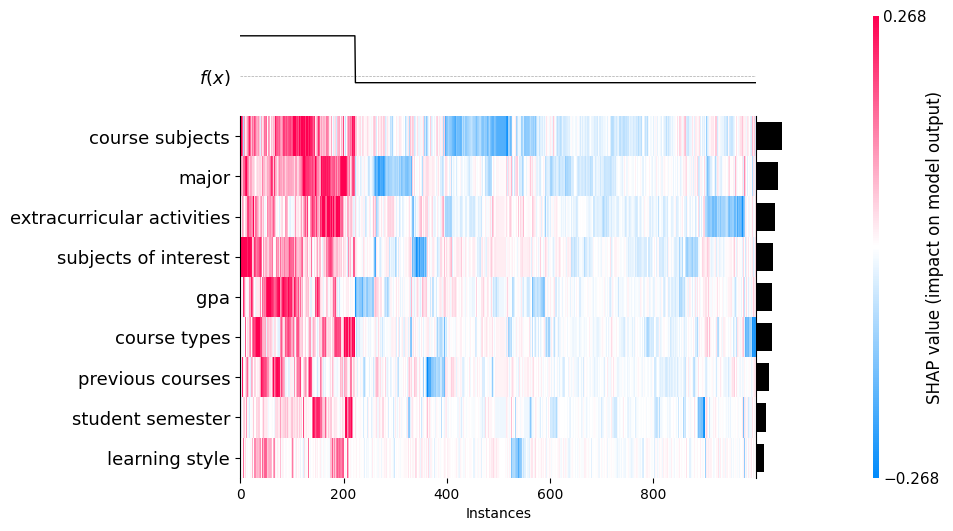 0.268
f(x)
course subjects
major
extracurricular activities
subjects of interest
gpa
course types
previous courses
student semester
learning style
0 200 400 600 800
Instances
SHAP value (impact on model output)
−0.268